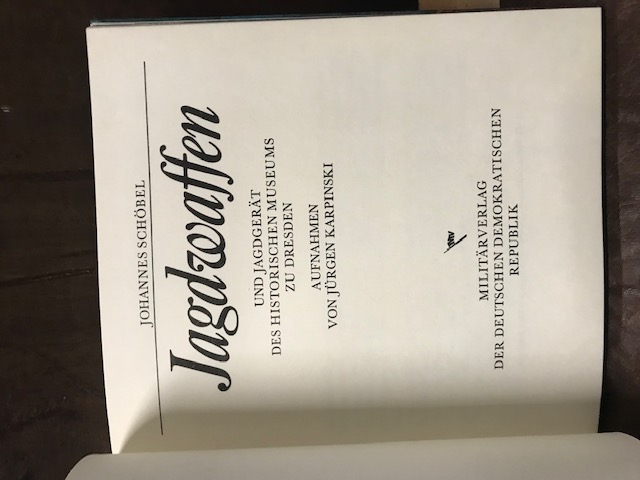 JOHANNES SCHÖBEL
Jagdwaffen
UND JAGDGERÄT
DES HISTORISCHEN MUSEUMS
ZU DRESDEN
AUFNAHMEN
VON JÜRGEN KARPINSKI
MILITÄRVERLAG
DER DEUTSCHEN DEMOKRATISCHEN
REPUBLIK